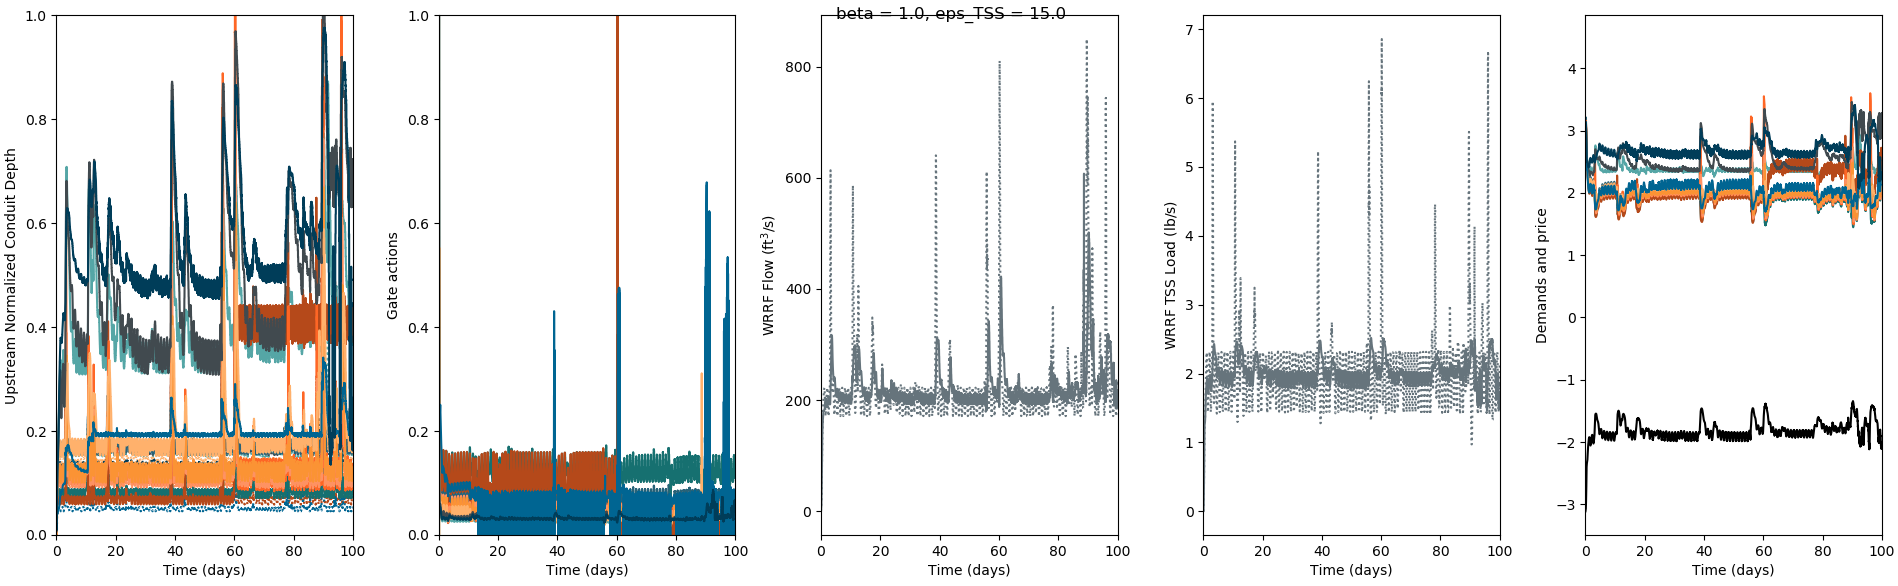 beta = 1.0, eps_TSS = 15.0
Upstream Normalized Conduit Depth
1.0
0.8
0.6
0.4
0.2
0.0
0 20 40 60 80 100
Time (days)
Gate actions
1.0
0.8
0.6
0.4
0.2
0.0
0 20 40 60 80 100
Time (days)
WRRF Flow (ft³/s)
800
600
400
200
0
0 20 40 60 80 100
Time (days)
WRRF TSS Load (lb/s)
7
6
5
4
3
2
1
0
0 20 40 60 80 100
Time (days)
Demands and price
4
3
2
1
0
−1
−2
−3
0 20 40 60 80 100
Time (days)